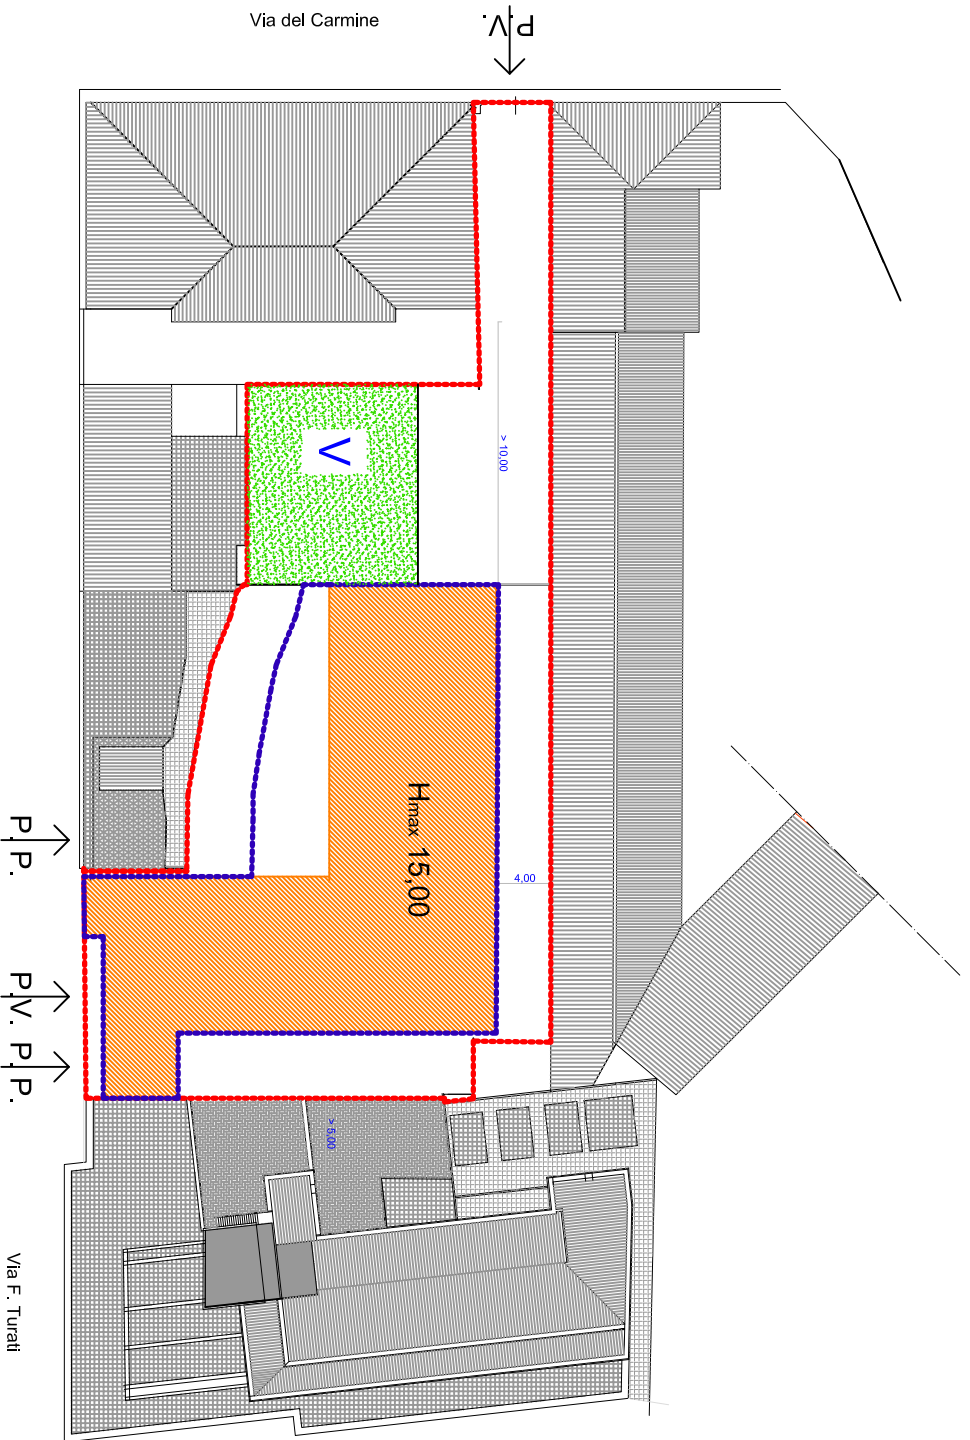 Via del Carmine
P.V.
> 10,00
V
Hmax 15,00
4,00
P. P.
P.V.
P. P.
> 5,00
Via F. Turati